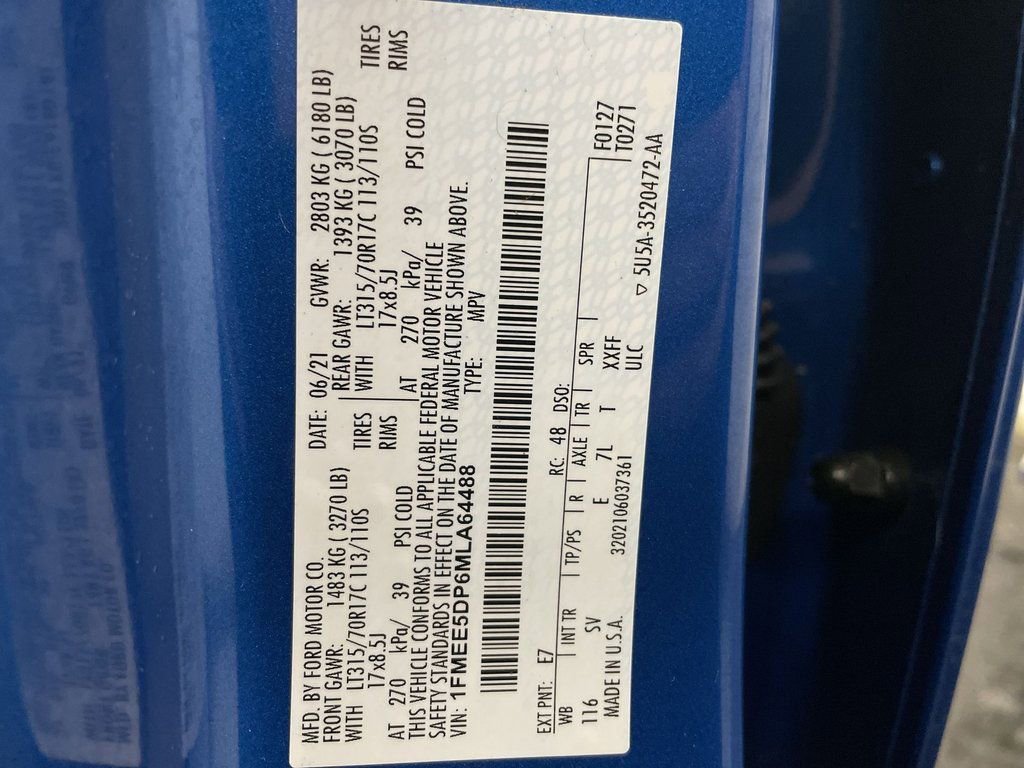 MFD. BY FORD MOTOR CO. DATE: 06/21 GVWR: 2803 KG ( 6180 LB)
FRONT GAWR: 1483 KG ( 3270 LB) REAR GAWR: 1393 KG ( 3070 LB)
WITH LT315/70R17C 113/110S TIRES WITH LT315/70R17C 113/110S TIRES
17x8.5J RIMS 17x8.5J RIMS
AT 270 kPa/ 39 PSI COLD AT 270 kPa/ 39 PSI COLD
THIS VEHICLE CONFORMS TO ALL APPLICABLE FEDERAL MOTOR VEHICLE
SAFETY STANDARDS IN EFFECT ON THE DATE OF MANUFACTURE SHOWN ABOVE.
VIN: 1FMEE5DP6MLA64488 TYPE: MPV
EXT PNT: E7 RC: 48 DSO:
WB INT TR TP/PS R AXLE TR SPR F0127
116 SV E 7L T XXFF T0271
MADE IN U.S.A. 3202106037361 ULC
▽ 5U5A-3520472-AA